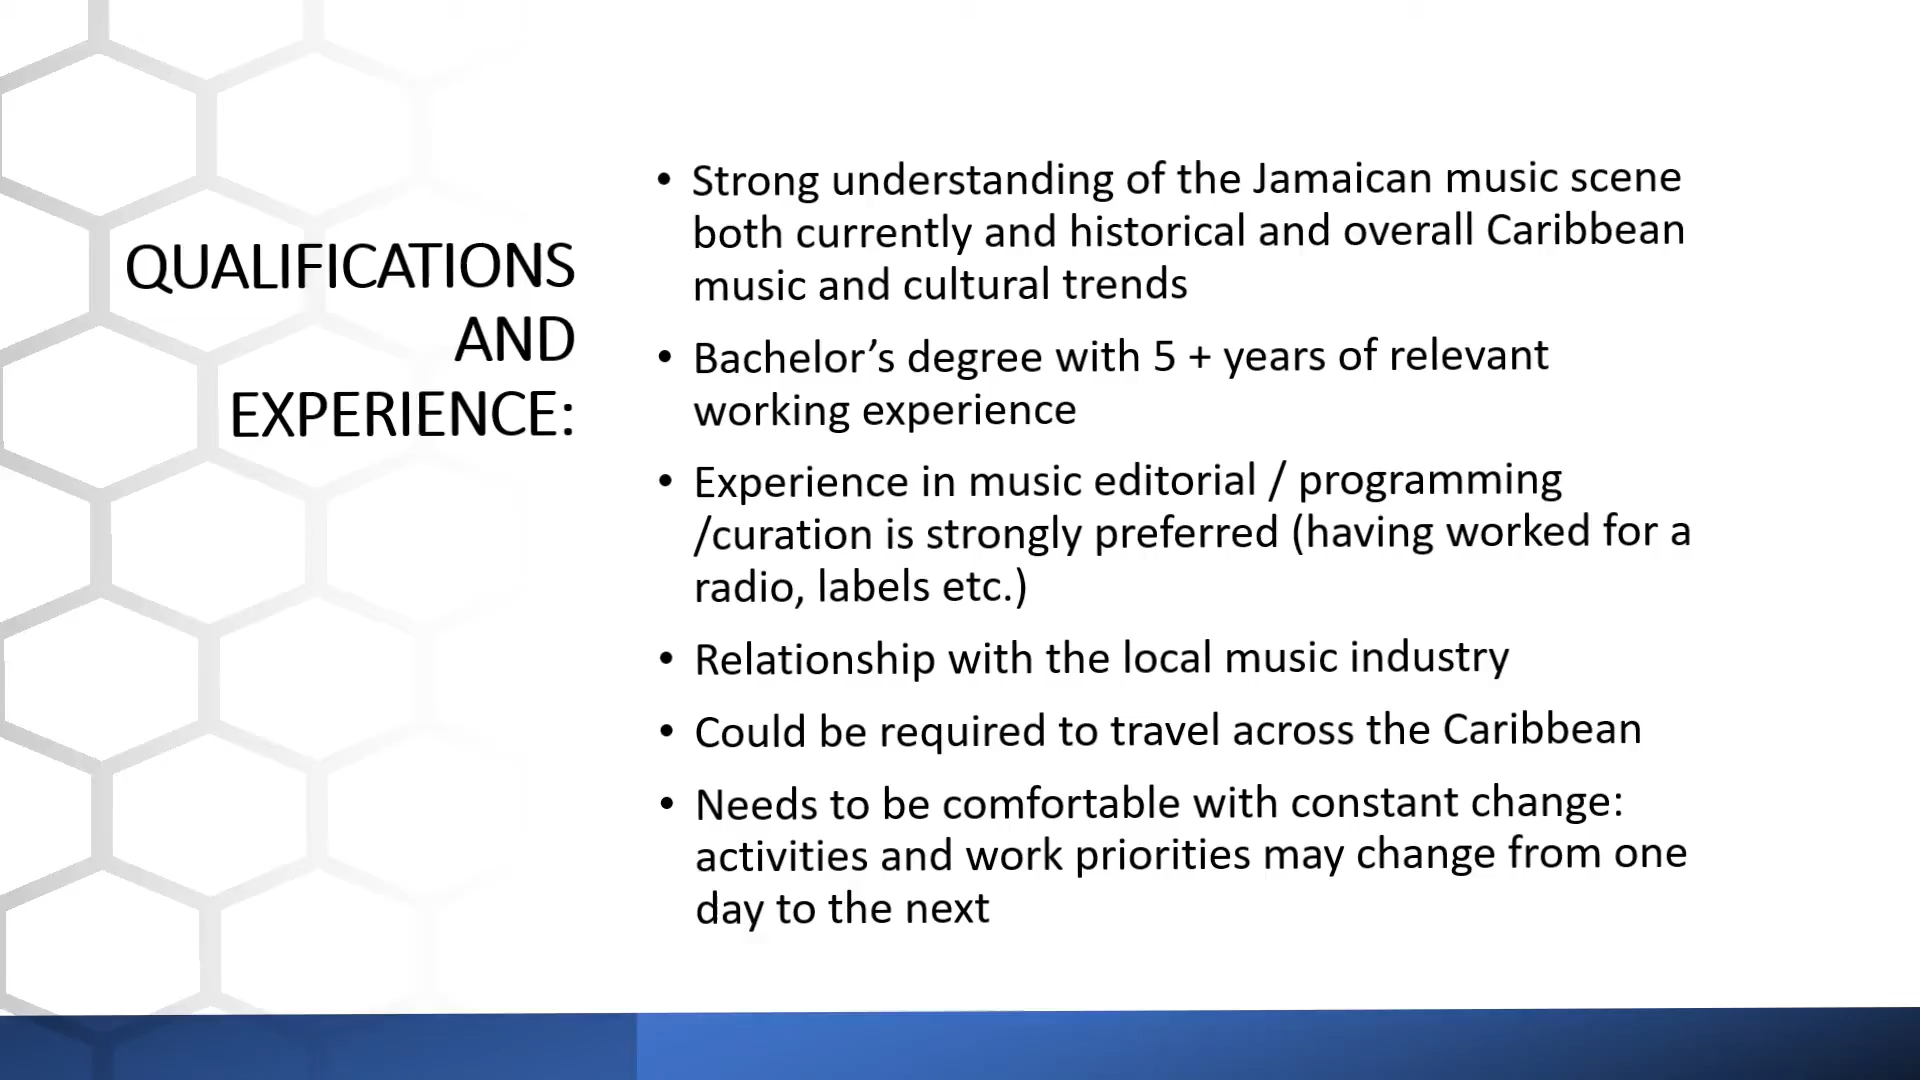 QUALIFICATIONS
AND
EXPERIENCE:
• Strong understanding of the Jamaican music scene
both currently and historical and overall Caribbean
music and cultural trends
• Bachelor’s degree with 5 + years of relevant
working experience
• Experience in music editorial / programming
/curation is strongly preferred (having worked for a
radio, labels etc.)
• Relationship with the local music industry
• Could be required to travel across the Caribbean
• Needs to be comfortable with constant change:
activities and work priorities may change from one
day to the next